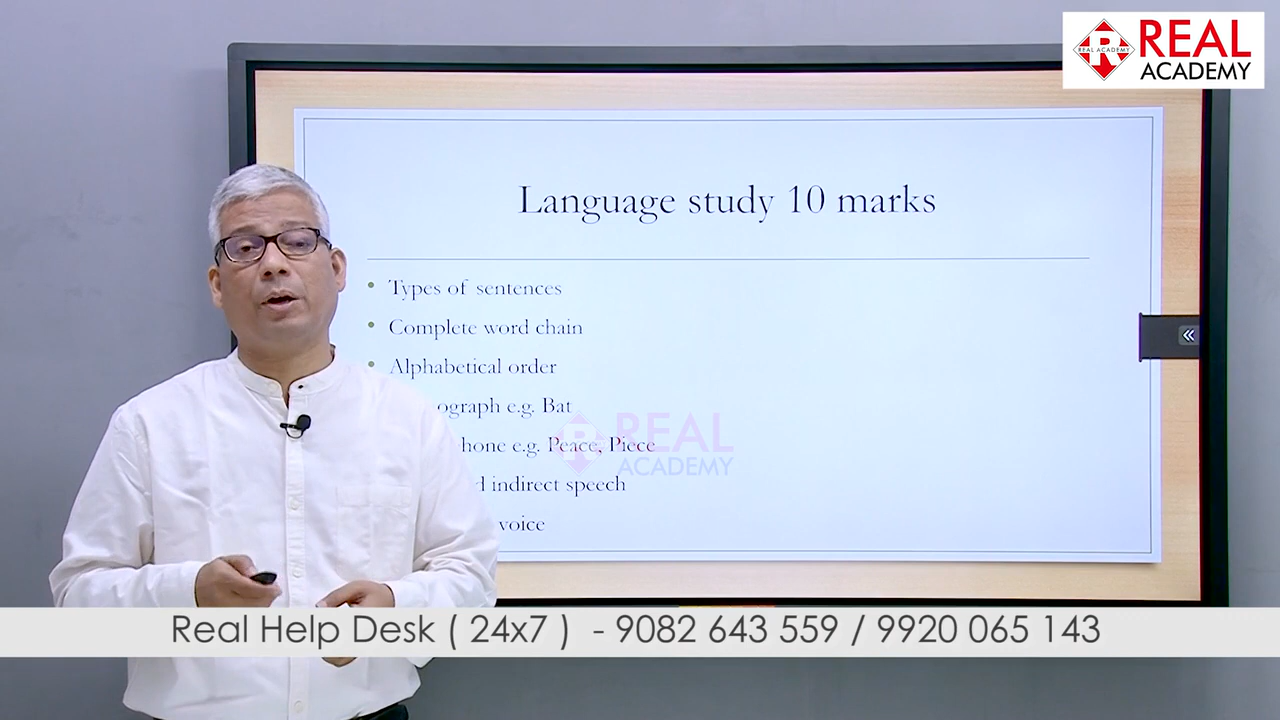 REAL
ACADEMY
R
REAL ACADEMY
Language study 10 marks
Types of sentences
Complete word chain
Alphabetical order
ograph e.g. Bat
hone e.g. Peace, Piece
d indirect speech
voice
REAL
ACADEMY
Real Help Desk ( 24x7 ) - 9082 643 559 / 9920 065 143